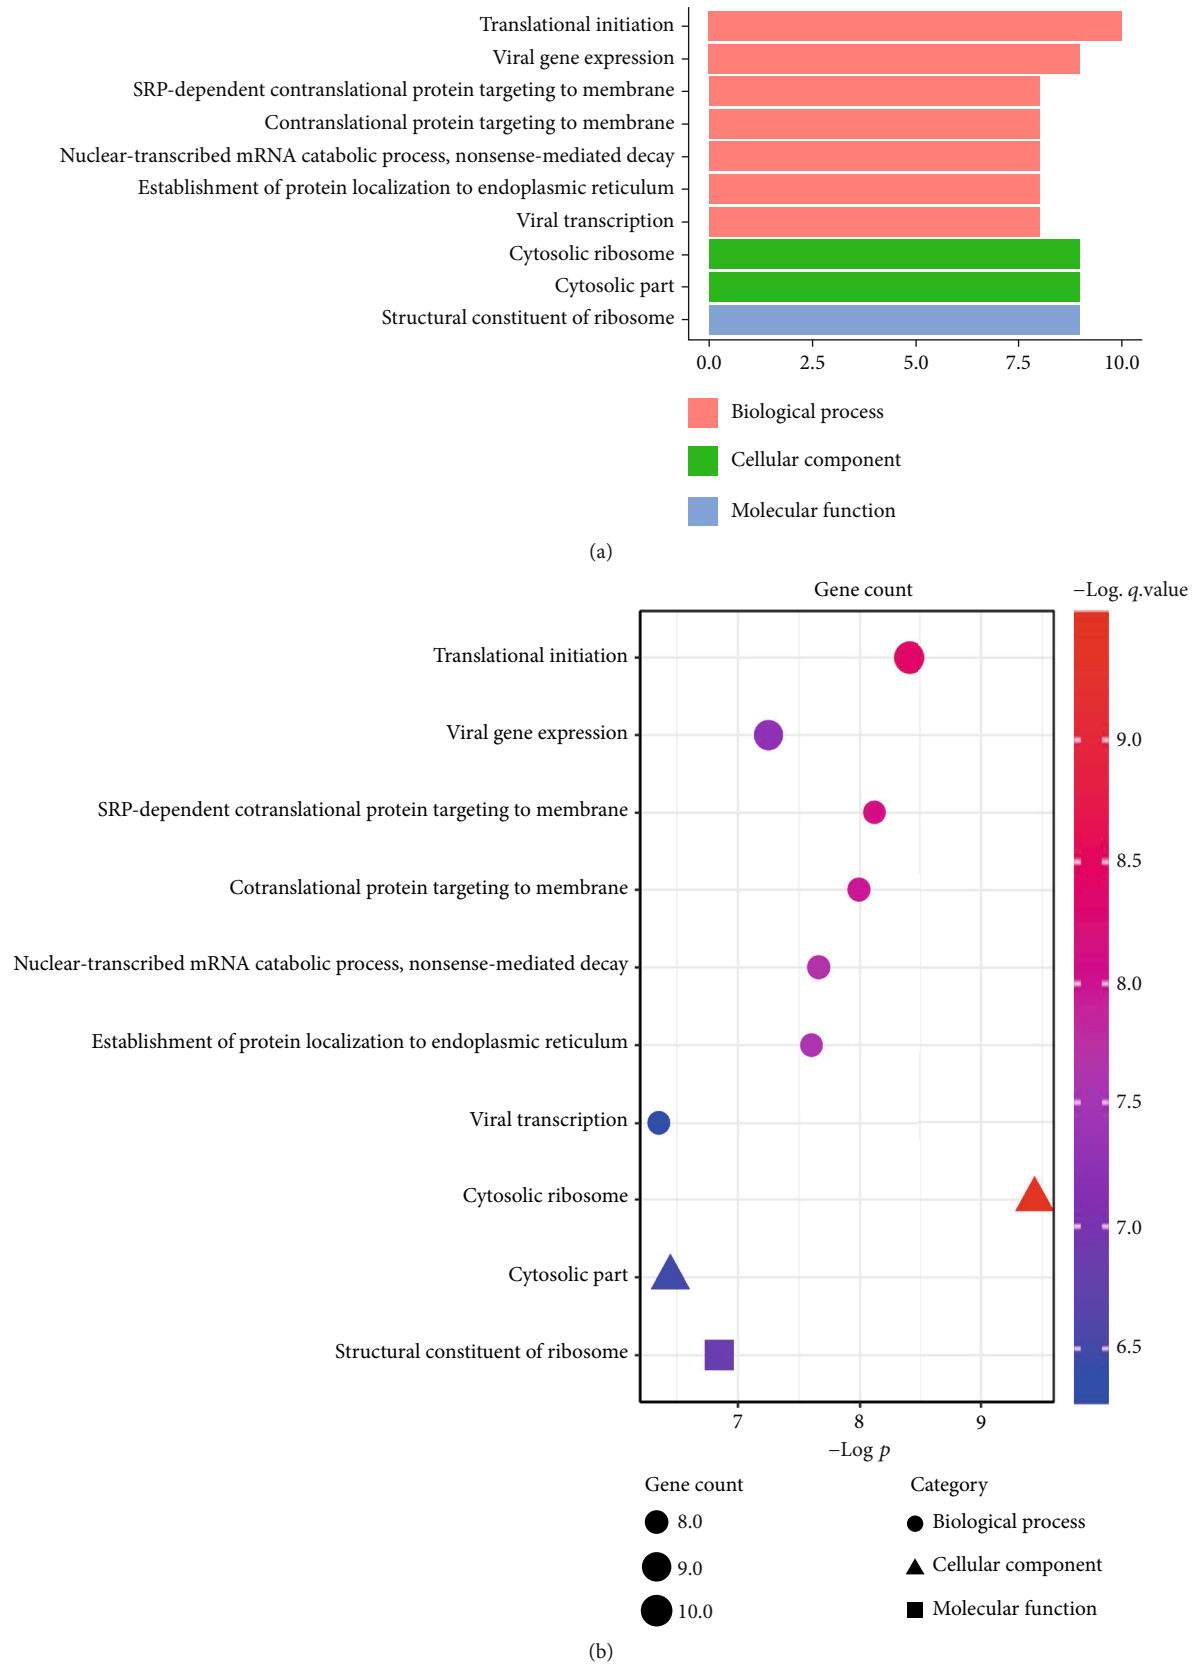 Translational initiation
Viral gene expression
SRP-dependent contranslational protein targeting to membrane
Contranslational protein targeting to membrane
Nuclear-transcribed mRNA catabolic process, nonsense-mediated decay
Establishment of protein localization to endoplasmic reticulum
Viral transcription
Cytosolic ribosome
Cytosolic part
Structural constituent of ribosome
0.0 2.5 5.0 7.5 10.0
Biological process
Cellular component
Molecular function
(a)
Gene count
−Log. q.value
Translational initiation
Viral gene expression
SRP-dependent cotranslational protein targeting to membrane
Cotranslational protein targeting to membrane
Nuclear-transcribed mRNA catabolic process, nonsense-mediated decay
Establishment of protein localization to endoplasmic reticulum
Viral transcription
Cytosolic ribosome
Cytosolic part
Structural constituent of ribosome
9.0
8.5
8.0
7.5
7.0
6.5
7 8 9
−Log p
Gene count
8.0
9.0
10.0
Category
Biological process
Cellular component
Molecular function
(b)